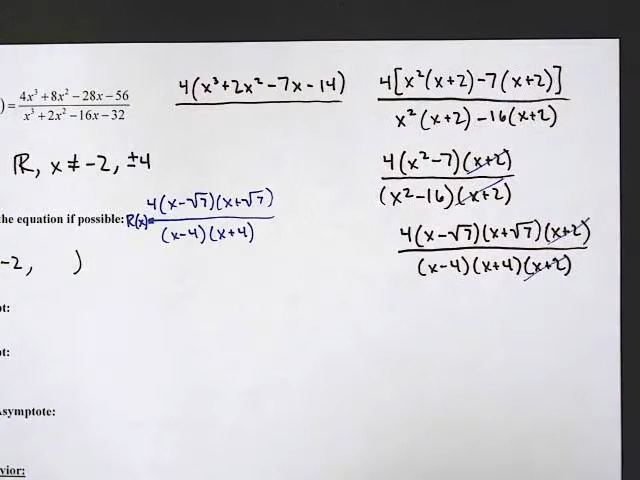 ) = 4x³ + 8x² − 28x − 56 / x³ + 2x² − 16x − 32
4(x³+2x²−7x−14)
4[x²(x+2)−7(x+2)] / x²(x+2)−16(x+2)
ℝ, x ≠ −2, ±4
4(x²−7)(x+2) / (x²−16)(x+2)
the equation if possible: R(x)= 4(x−√7)(x+√7) / (x−4)(x+4)
4(x−√7)(x+√7)(x+2) / (x−4)(x+4)(x+2)
−2, )
pt:
pt:
Asymptote:
vior: